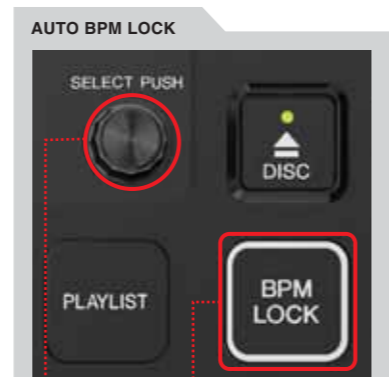 AUTO BPM LOCK
SELECT PUSH
DISC
PLAYLIST
BPM
LOCK